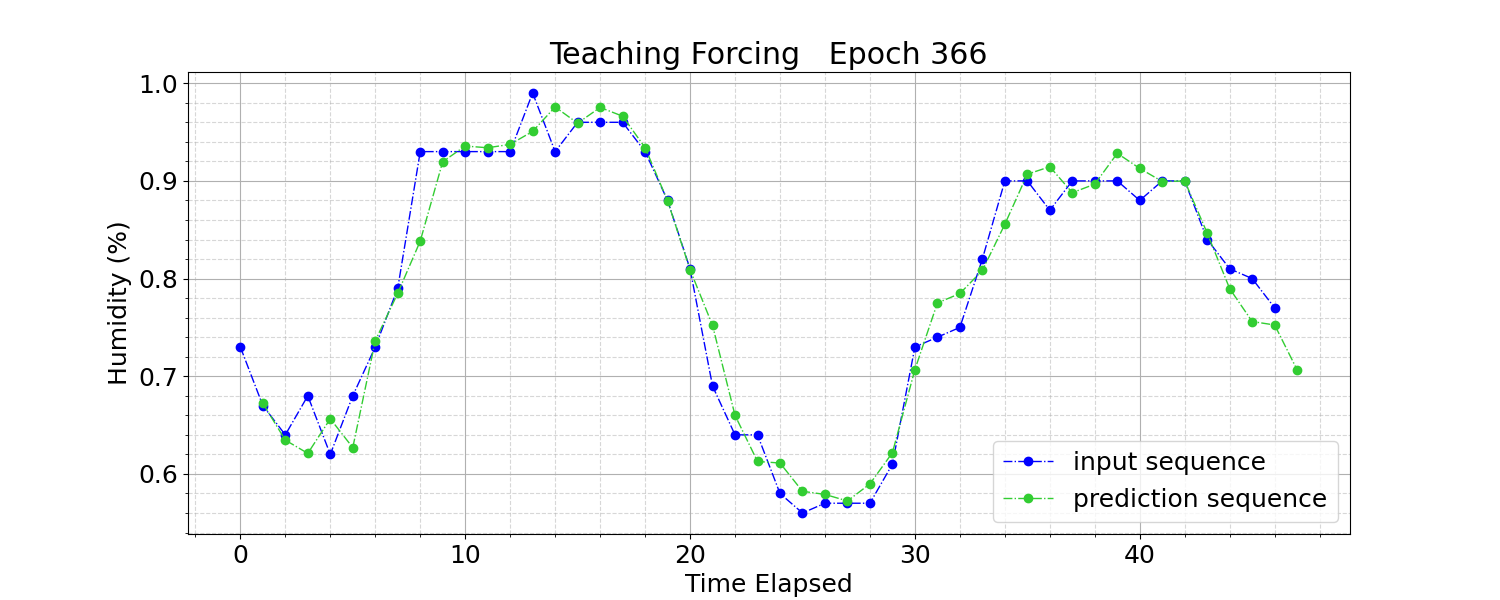 Teaching Forcing   Epoch 366
1.0
0.9
0.8
0.7
0.6
Humidity (%)
0
10
20
30
40
Time Elapsed
input sequence
prediction sequence